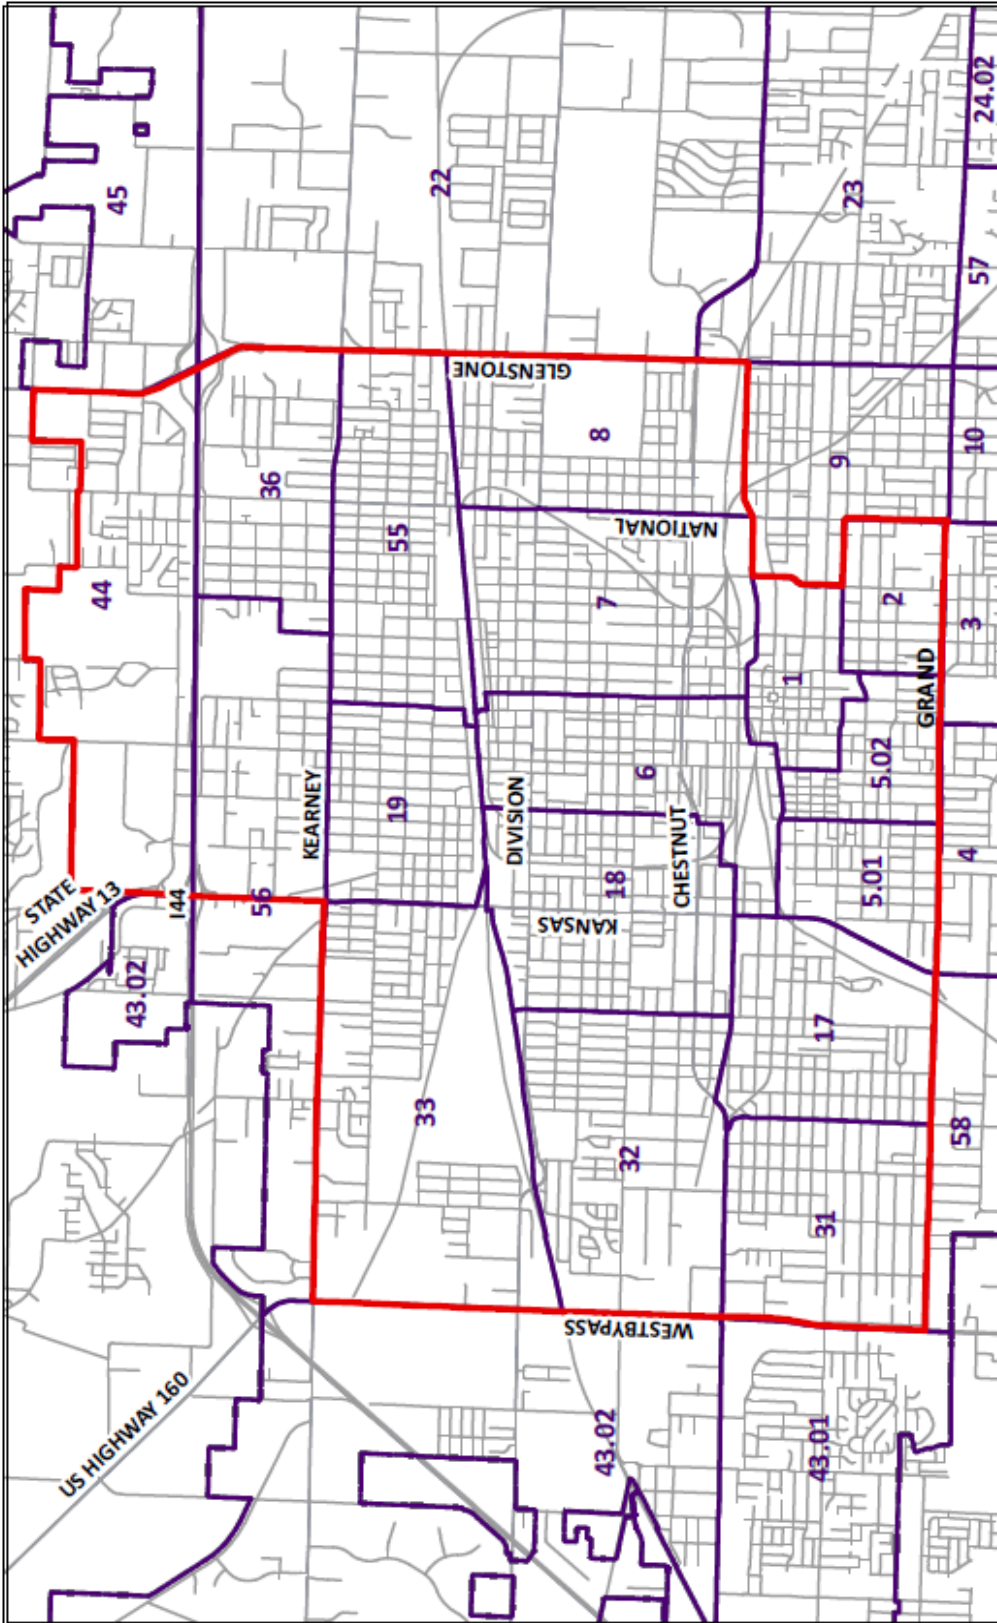 24.02
45
22
23
57
GLENSTONE
8
10
9
36
55
NATIONAL
44
7
2
3
1
GRAND
KEARNEY
19
DIVISION
6
5.02
CHESTNUT
4
STATE
HIGHWAY 13
I44
56
18
5.01
KANSAS
43.02
17
33
32
58
31
WESTBYPASS
US HIGHWAY 160
43.02
43.01